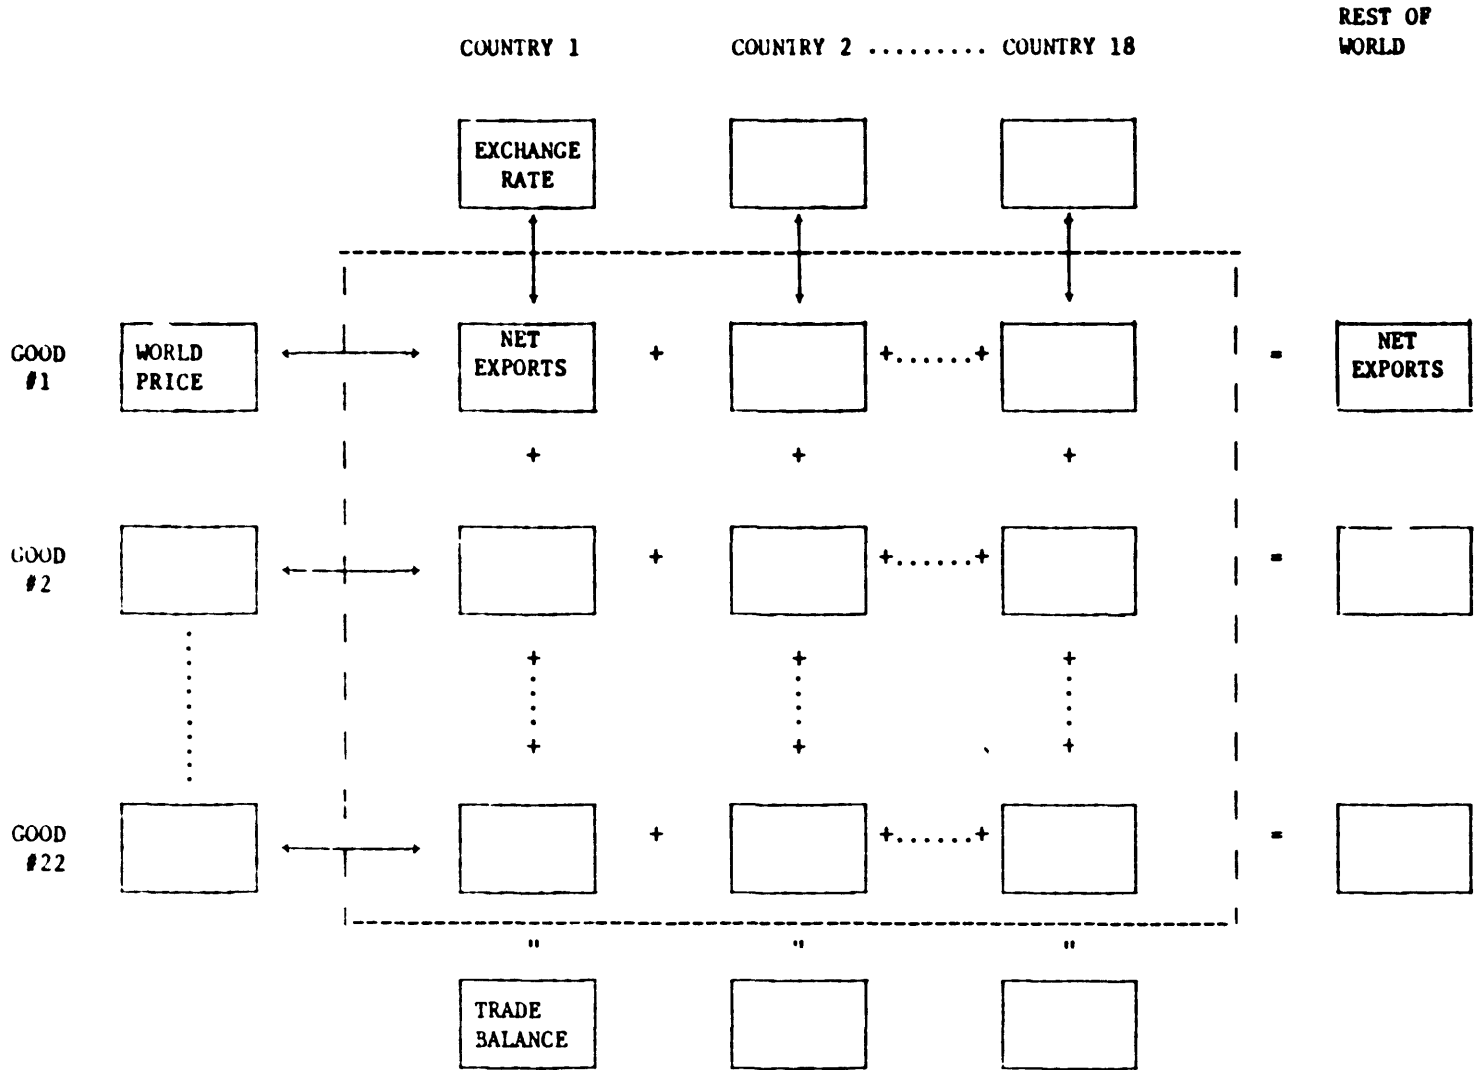 REST OF
WORLD
COUNTRY 1
COUNTRY 2 ......... COUNTRY 18
EXCHANGE
RATE
GOOD
#1
WORLD
PRICE
NET
EXPORTS
+
+......+
=
NET
EXPORTS
+ + +
GOOD
#2
+
+......+
=
+ + +
+ + +
GOOD
#22
+
+......+
=
" " "
TRADE
BALANCE